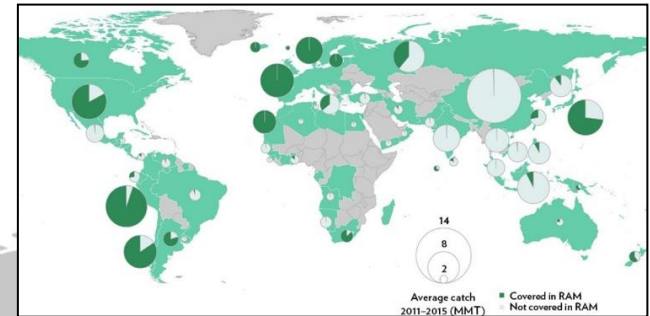 14
8
2
Average catch
2011–2015 (MMT)
Covered in RAM
Not covered in RAM